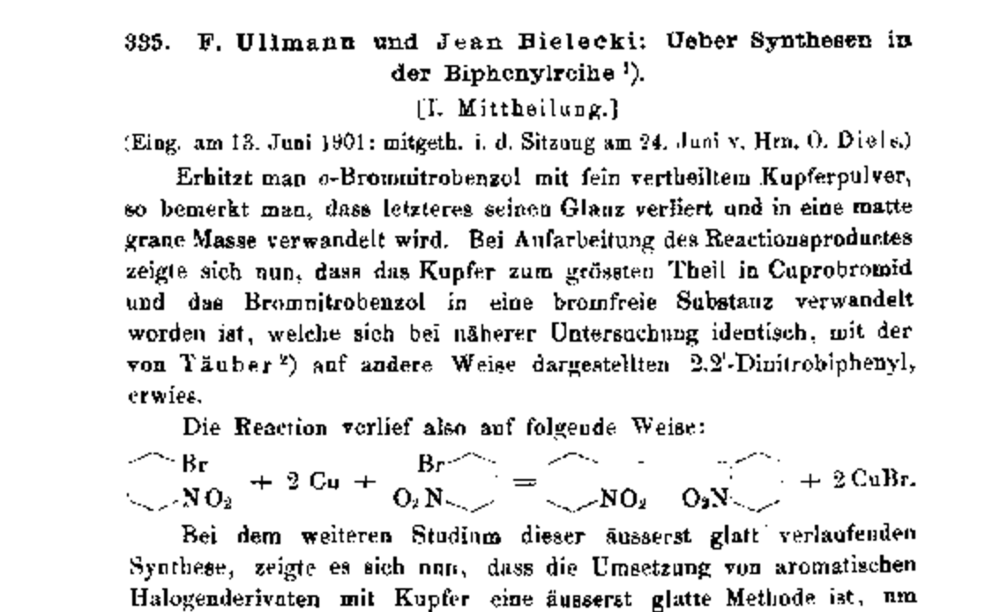 335. F. Ullmann und Jean Bielecki: Ueber Synthesen in
der Biphenylreihe ¹).
[I. Mittheilung.]
(Eing. am 13. Juni 1901: mitgeth. i. d. Sitzung am 24. Juni v. Hrn. O. Diels.)
Erhitzt man o-Bromnitrobenzol mit fein vertheiltem Kupferpulver,
so bemerkt man, dass letzteres seinen Glanz verliert und in eine matte
graue Masse verwandelt wird. Bei Aufarbeitung des Reactionsproductes
zeigte sich nun, dass das Kupfer zum grössten Theil in Cuprobromid
und das Bromnitrobenzol in eine bromfreie Substanz verwandelt
worden ist, welche sich bei näherer Untersuchung identisch, mit der
von Täuber ²) auf andere Weise dargestellten 2.2'-Dinitrobiphenyl,
erwies.
Die Reaction verlief also auf folgende Weise:
Br Br
+ 2 Cu + = + 2 CuBr.
NO₂ O₂N NO₂ O₂N
Bei dem weiteren Studium dieser äusserst glatt verlaufenden
Synthese, zeigte es sich nun, dass die Umsetzung von aromatischen
Halogenderivaten mit Kupfer eine äusserst glatte Methode ist, um